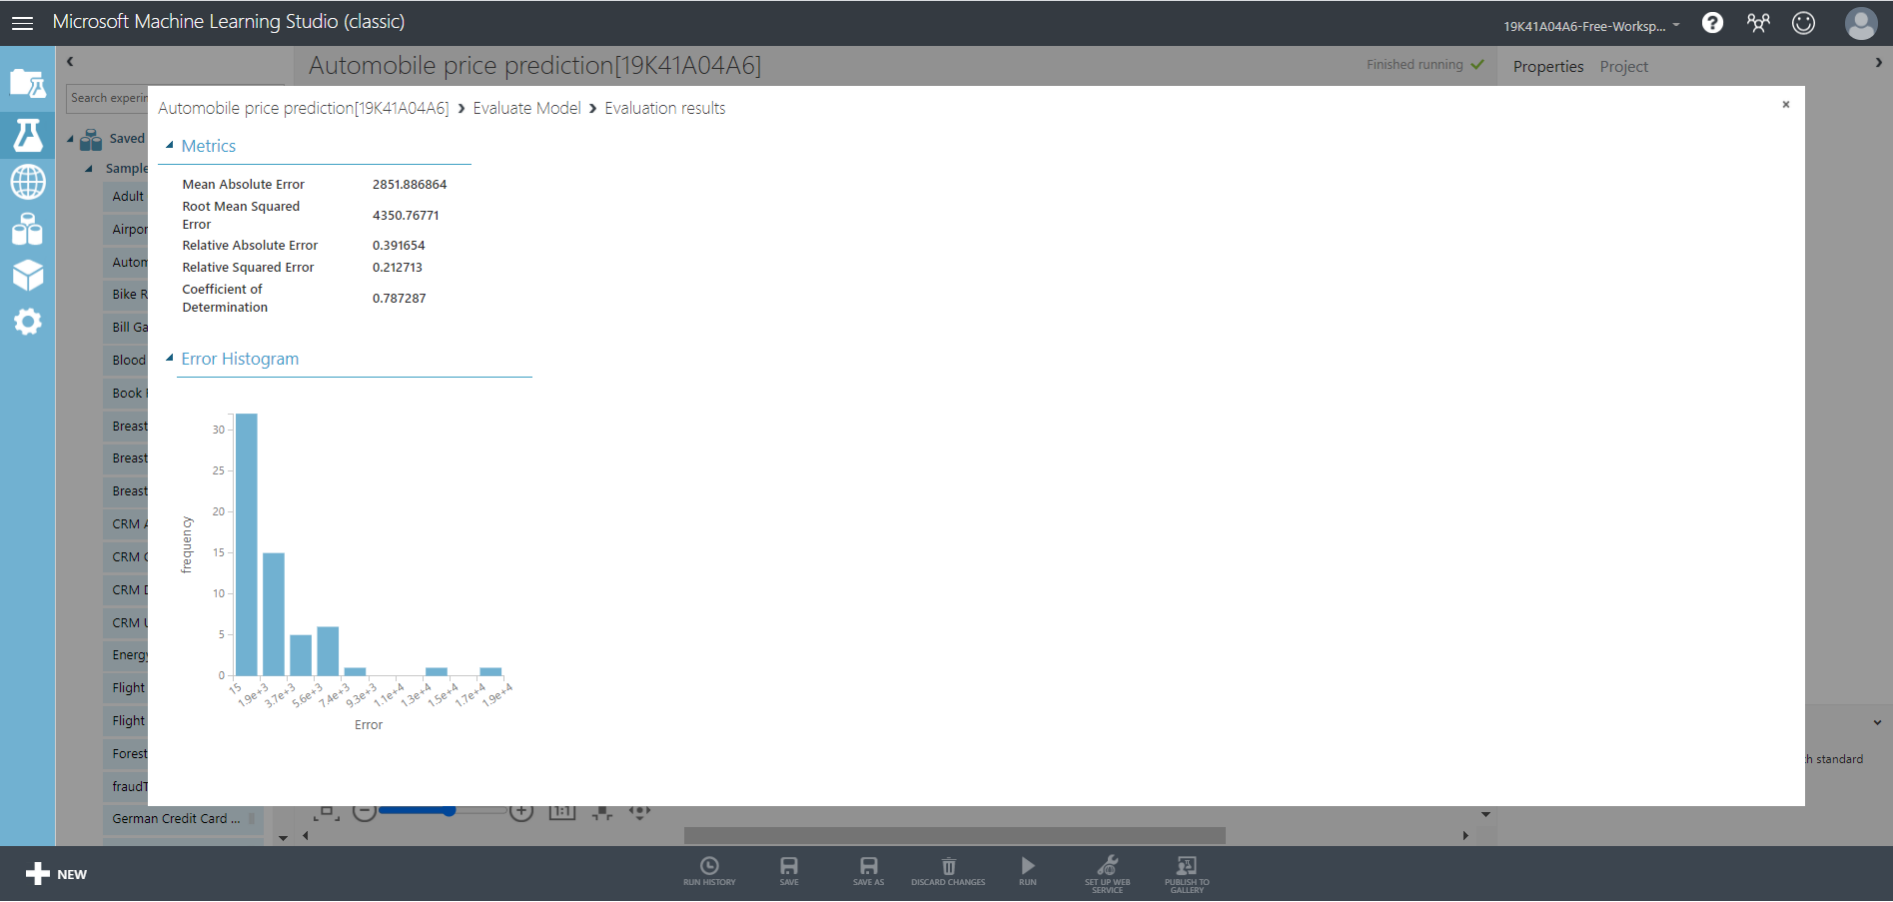 Microsoft Machine Learning Studio (classic)
19K41A04A6-Free-Worksp...
Automobile price prediction[19K41A04A6]
Finished running
Properties
Project
Search experin
Automobile price prediction[19K41A04A6] › Evaluate Model › Evaluation results
Saved
Sample
Adult
Airpor
Autom
Bike R
Bill Ga
Blood
Book
Breast
Breast
Breast
CRM
CRM
CRM
CRM
Energy
Flight
Flight
Forest
fraudT
German Credit Card ...
Metrics
Mean Absolute Error 2851.886864
Root Mean Squared Error 4350.76771
Relative Absolute Error 0.391654
Relative Squared Error 0.212713
Coefficient of Determination 0.787287
Error Histogram
frequency
30
25
20
15
10
5
0
15 1.9e+3 3.7e+3 5.6e+3 7.4e+3 9.3e+3 1.1e+4 1.3e+4 1.5e+4 1.7e+4 1.9e+4
Error
standard
1:1
NEW
RUN HISTORY
SAVE
SAVE AS
DISCARD CHANGES
RUN
SET UP WEB SERVICE
PUBLISH TO GALLERY